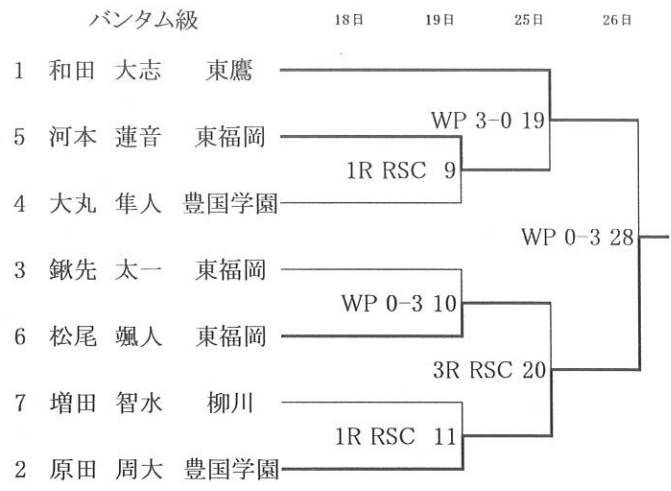 バンタム級 18日 19日 25日 26日
1 和田 大志 東鷹
WP 3-0 19
5 河本 蓮音 東福岡
1R RSC 9
4 大丸 隼人 豊国学園
WP 0-3 28
3 鍬先 太一 東福岡
WP 0-3 10
6 松尾 颯人 東福岡
3R RSC 20
7 増田 智水 柳川
1R RSC 11
2 原田 周大 豊国学園